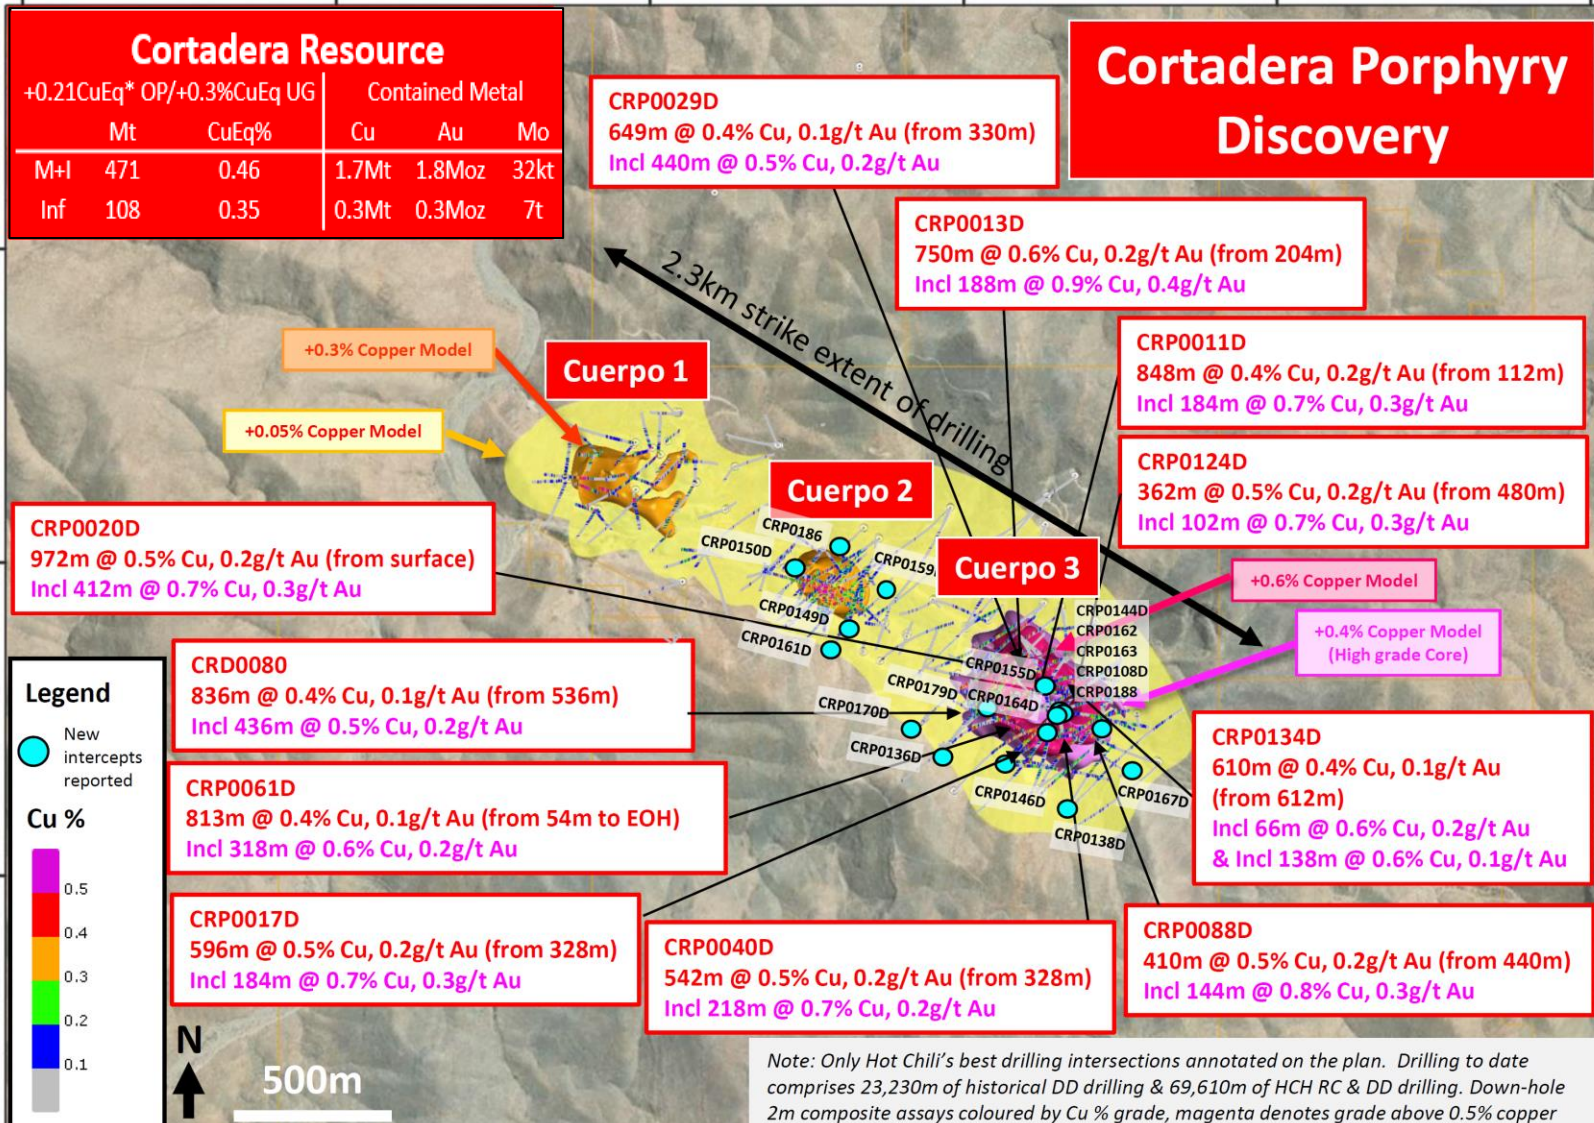 Cortadera Resource
+0.21CuEq* OP/+0.3%CuEq UG Contained Metal
Mt CuEq% Cu Au Mo
M+I 471 0.46 1.7Mt 1.8Moz 32kt
Inf 108 0.35 0.3Mt 0.3Moz 7t
Cortadera Porphyry
Discovery
CRP0029D
649m @ 0.4% Cu, 0.1g/t Au (from 330m)
Incl 440m @ 0.5% Cu, 0.2g/t Au
CRP0013D
750m @ 0.6% Cu, 0.2g/t Au (from 204m)
Incl 188m @ 0.9% Cu, 0.4g/t Au
2.3km strike extent of drilling
CRP0011D
848m @ 0.4% Cu, 0.2g/t Au (from 112m)
Incl 184m @ 0.7% Cu, 0.3g/t Au
+0.3% Copper Model
Cuerpo 1
+0.05% Copper Model
CRP0124D
362m @ 0.5% Cu, 0.2g/t Au (from 480m)
Incl 102m @ 0.7% Cu, 0.3g/t Au
Cuerpo 2
CRP0020D
972m @ 0.5% Cu, 0.2g/t Au (from surface)
Incl 412m @ 0.7% Cu, 0.3g/t Au
CRP0186
CRP0150D
CRP0159
Cuerpo 3
+0.6% Copper Model
CRP0149D
CRP0161D
CRP0144D
CRP0162
CRP0163
CRP0108D
CRP0188
+0.4% Copper Model
(High grade Core)
CRP0155D
CRP0179D
CRP0164D
CRP0170D
CRP0136D
CRP0146D
CRP0167D
CRP0138D
CRD0080
836m @ 0.4% Cu, 0.1g/t Au (from 536m)
Incl 436m @ 0.5% Cu, 0.2g/t Au
CRP0061D
813m @ 0.4% Cu, 0.1g/t Au (from 54m to EOH)
Incl 318m @ 0.6% Cu, 0.2g/t Au
CRP0134D
610m @ 0.4% Cu, 0.1g/t Au
(from 612m)
Incl 66m @ 0.6% Cu, 0.2g/t Au
& Incl 138m @ 0.6% Cu, 0.1g/t Au
CRP0017D
596m @ 0.5% Cu, 0.2g/t Au (from 328m)
Incl 184m @ 0.7% Cu, 0.3g/t Au
CRP0040D
542m @ 0.5% Cu, 0.2g/t Au (from 328m)
Incl 218m @ 0.7% Cu, 0.2g/t Au
CRP0088D
410m @ 0.5% Cu, 0.2g/t Au (from 440m)
Incl 144m @ 0.8% Cu, 0.3g/t Au
Legend
New
intercepts
reported
Cu %
0.5
0.4
0.3
0.2
0.1
N
500m
Note: Only Hot Chili's best drilling intersections annotated on the plan. Drilling to date
comprises 23,230m of historical DD drilling & 69,610m of HCH RC & DD drilling. Down-hole
2m composite assays coloured by Cu % grade, magenta denotes grade above 0.5% copper